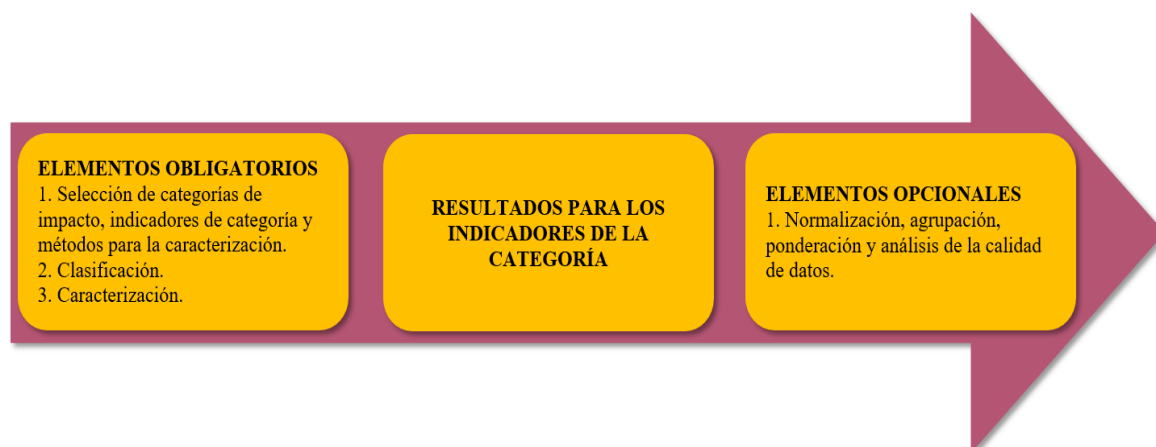 ELEMENTOS OBLIGATORIOS
1. Selección de categorías de
impacto, indicadores de categoría y
métodos para la caracterización.
2. Clasificación.
3. Caracterización.
RESULTADOS PARA LOS
INDICADORES DE LA
CATEGORÍA
ELEMENTOS OPCIONALES
1. Normalización, agrupación,
ponderación y análisis de la calidad
de datos.